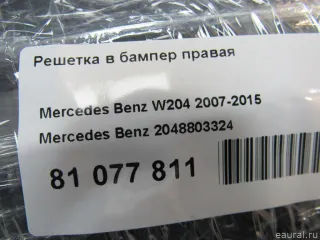 Решетка в бампер правая
Mercedes Benz W204 2007-2015
Mercedes Benz 2048803324
81 077 811
eaural.ru